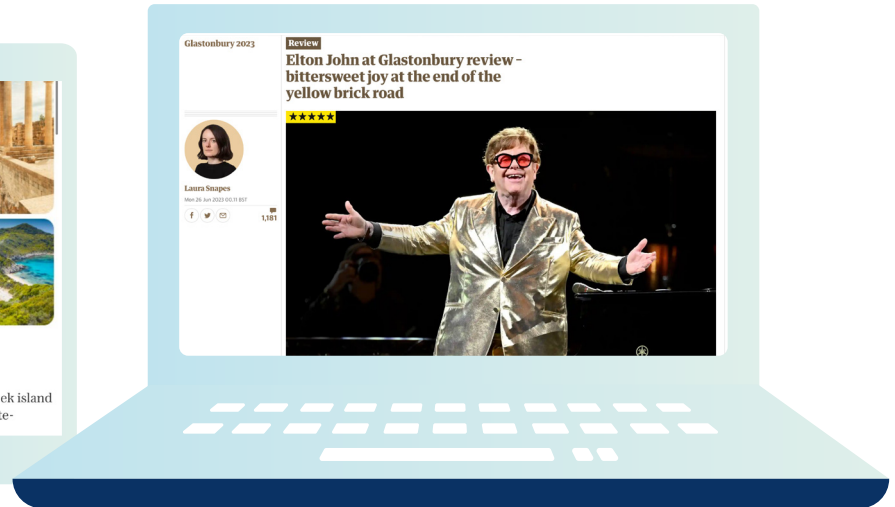 ek island
te-
Glastonbury 2023
Review
Elton John at Glastonbury review –
bittersweet joy at the end of the
yellow brick road
★★★★★
Laura Snapes
Mon 26 Jun 2023 00.11 BST
1,181